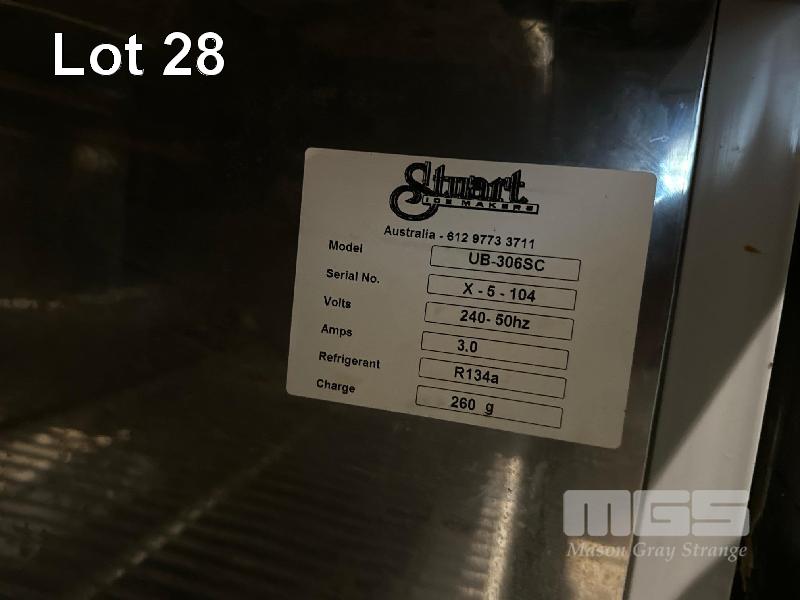 Lot 28
Stuart
ICE MAKERS
Australia - 612 9773 3711
Model UB-306SC
Serial No. X - 5 - 104
Volts 240- 50hz
Amps 3.0
Refrigerant R134a
Charge 260 g
MGS
Mason Gray Strange